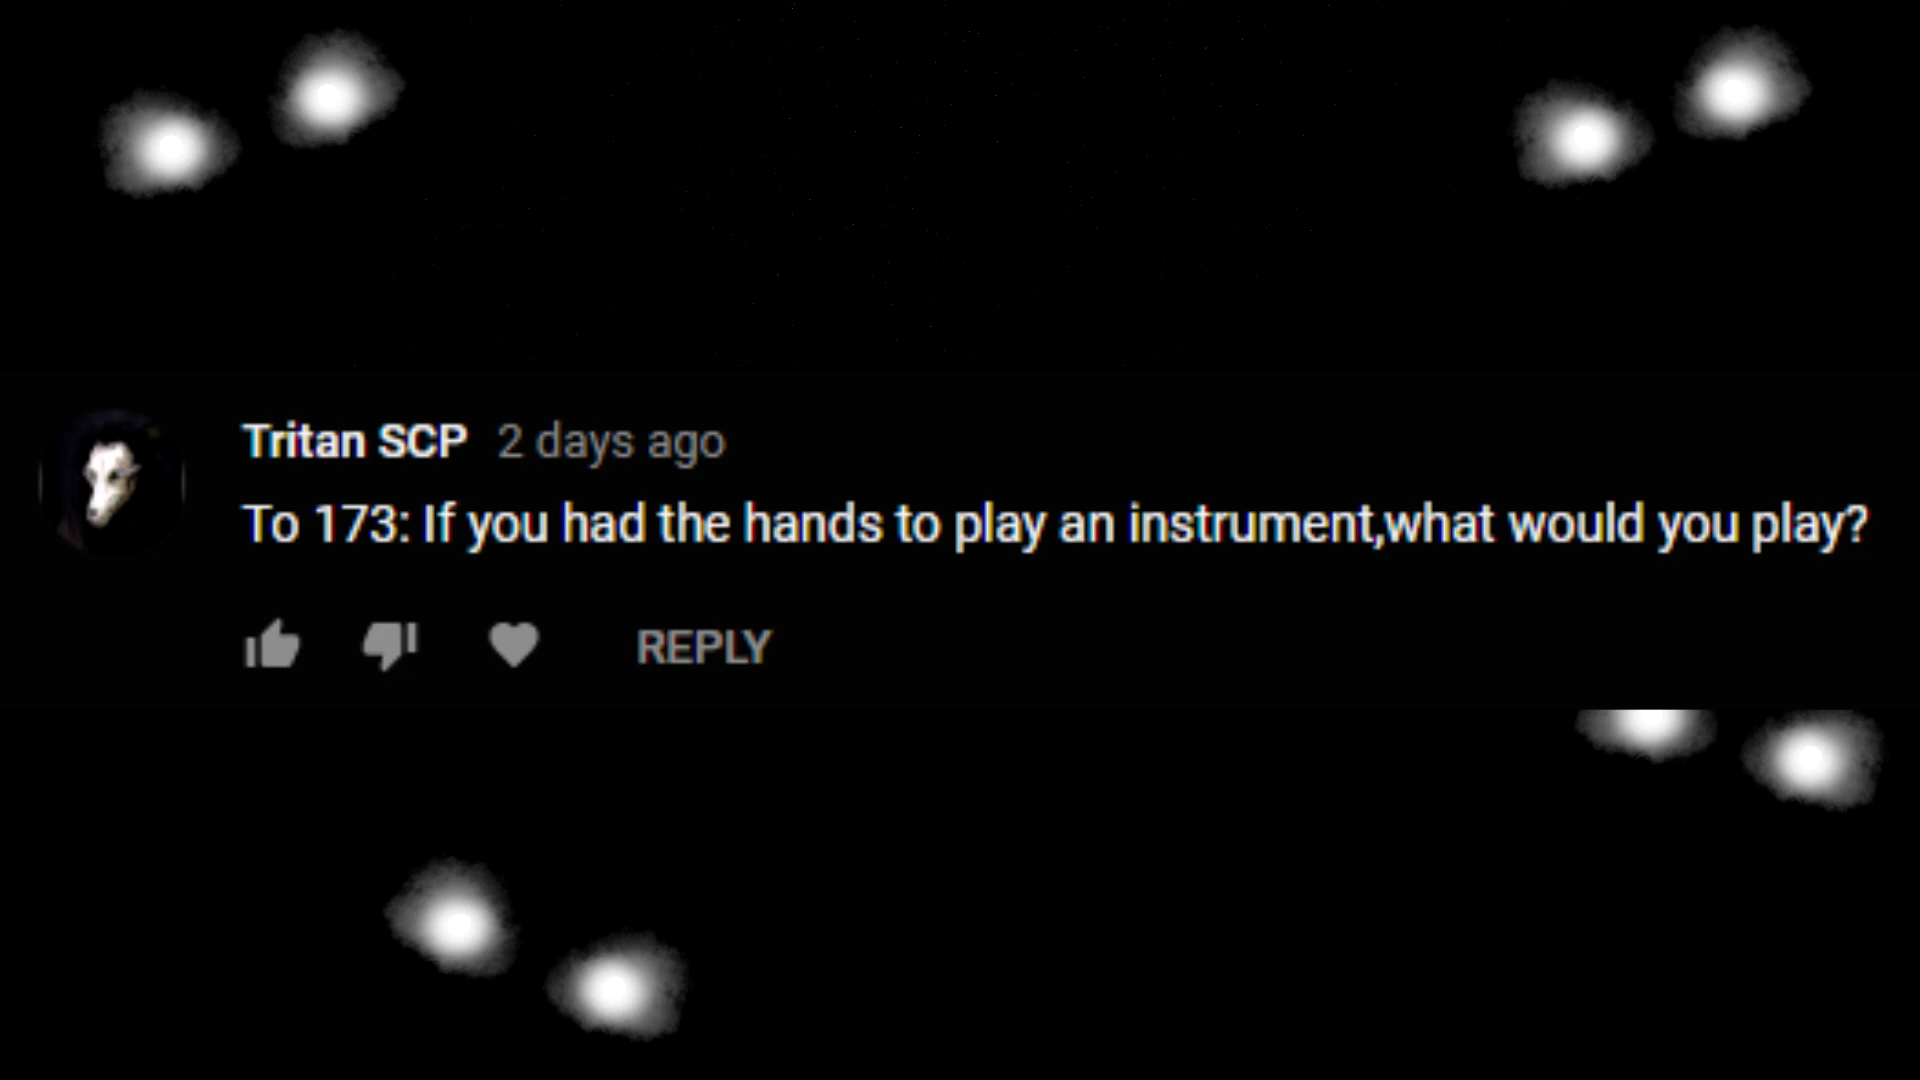 Tritan SCP 2 days ago
To 173: If you had the hands to play an instrument,what would you play?
REPLY